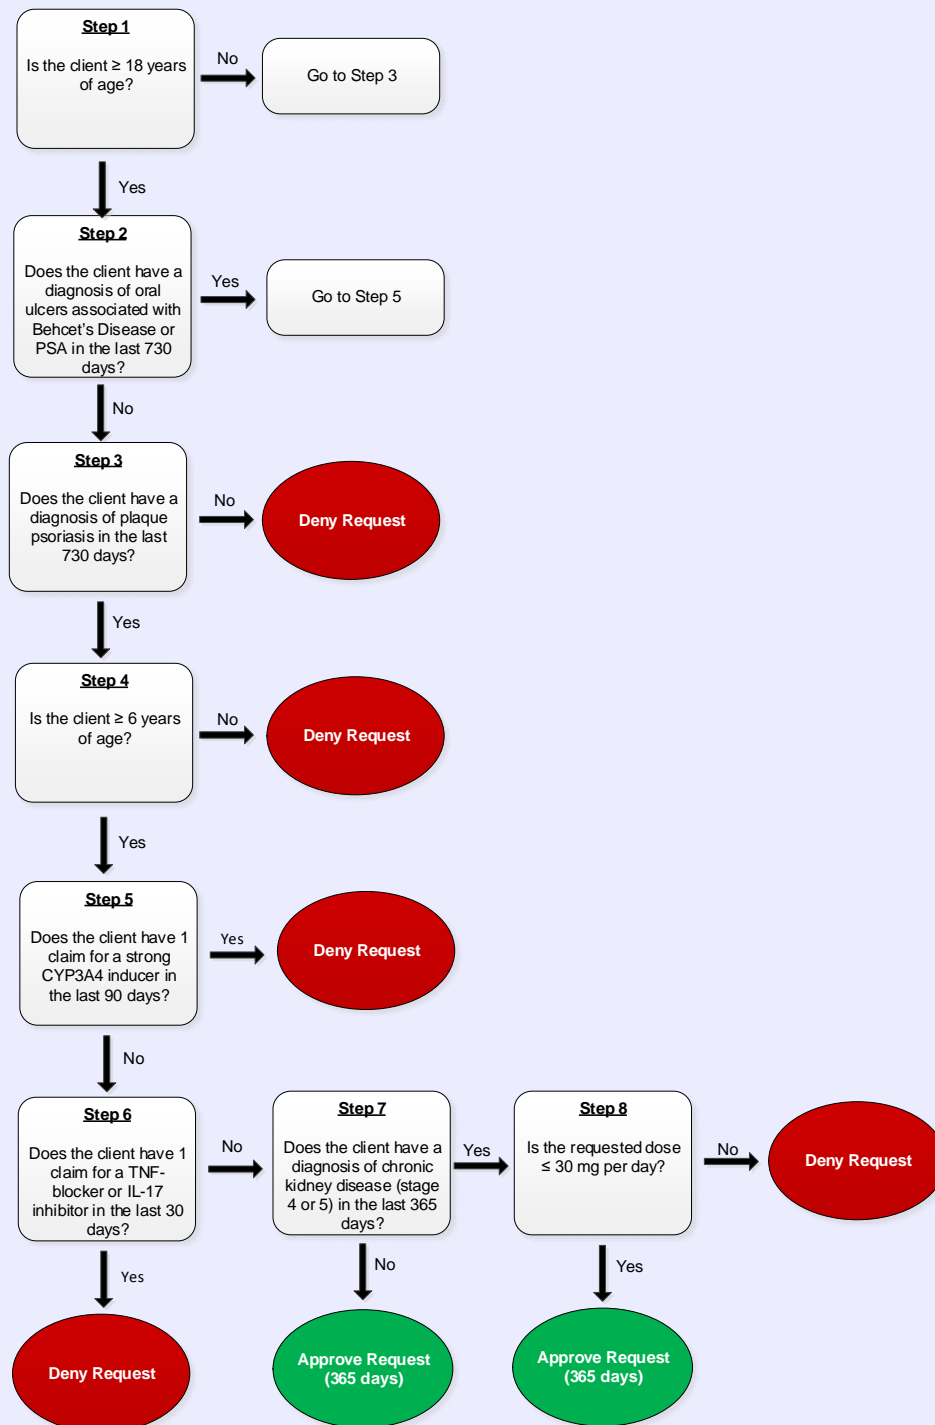 Step 1
Is the client ≥ 18 years
of age?
No
Go to Step 3
Yes
Step 2
Does the client have a
diagnosis of oral
ulcers associated with
Behcet's Disease or
PSA in the last 730
days?
Yes
Go to Step 5
No
Step 3
Does the client have a
diagnosis of plaque
psoriasis in the last
730 days?
No
Deny Request
Yes
Step 4
Is the client ≥ 6 years
of age?
No
Deny Request
Yes
Step 5
Does the client have 1
claim for a strong
CYP3A4 inducer in
the last 90 days?
Yes
Deny Request
No
Step 6
Does the client have 1
claim for a TNF-
blocker or IL-17
inhibitor in the last 30
days?
No
Step 7
Does the client have a
diagnosis of chronic
kidney disease (stage
4 or 5) in the last 365
days?
Yes
Step 8
Is the requested dose
≤ 30 mg per day?
No
Deny Request
Yes
Deny Request
No
Approve Request
(365 days)
Yes
Approve Request
(365 days)